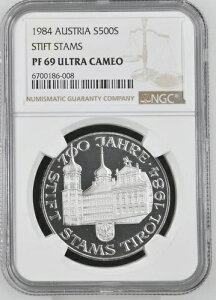 1984 AUSTRIA S500S
STIFT STAMS
PF 69 ULTRA CAMEO
6700186-008
NUMISMATIC GUARANTY COMPANY
NGC
700 JAHRE
STIFT STAMS TIROL 1984